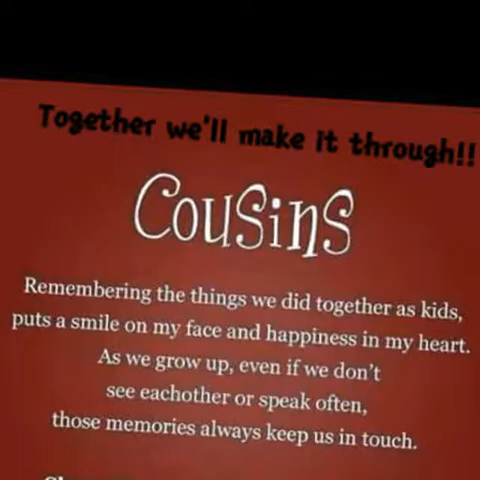 Together we'll make it through!!
Cousins
Remembering the things we did together as kids,
puts a smile on my face and happiness in my heart.
As we grow up, even if we don't
see eachother or speak often,
those memories always keep us in touch.